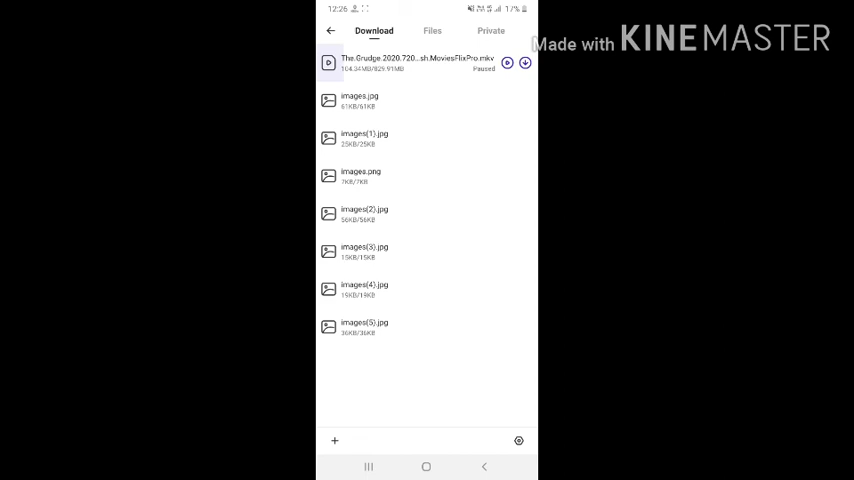 12:26
17%
Download Files Private
The.Grudge.2020.720...sh.MoviesFlixPro.mkv
104.34MB/829.91MB Paused
images.jpg
61KB/61KB
images(1).jpg
25KB/25KB
images.png
7KB/7KB
images(2).jpg
56KB/56KB
images(3).jpg
15KB/15KB
images(4).jpg
19KB/19KB
images(5).jpg
36KB/36KB
Made with KINEMASTER